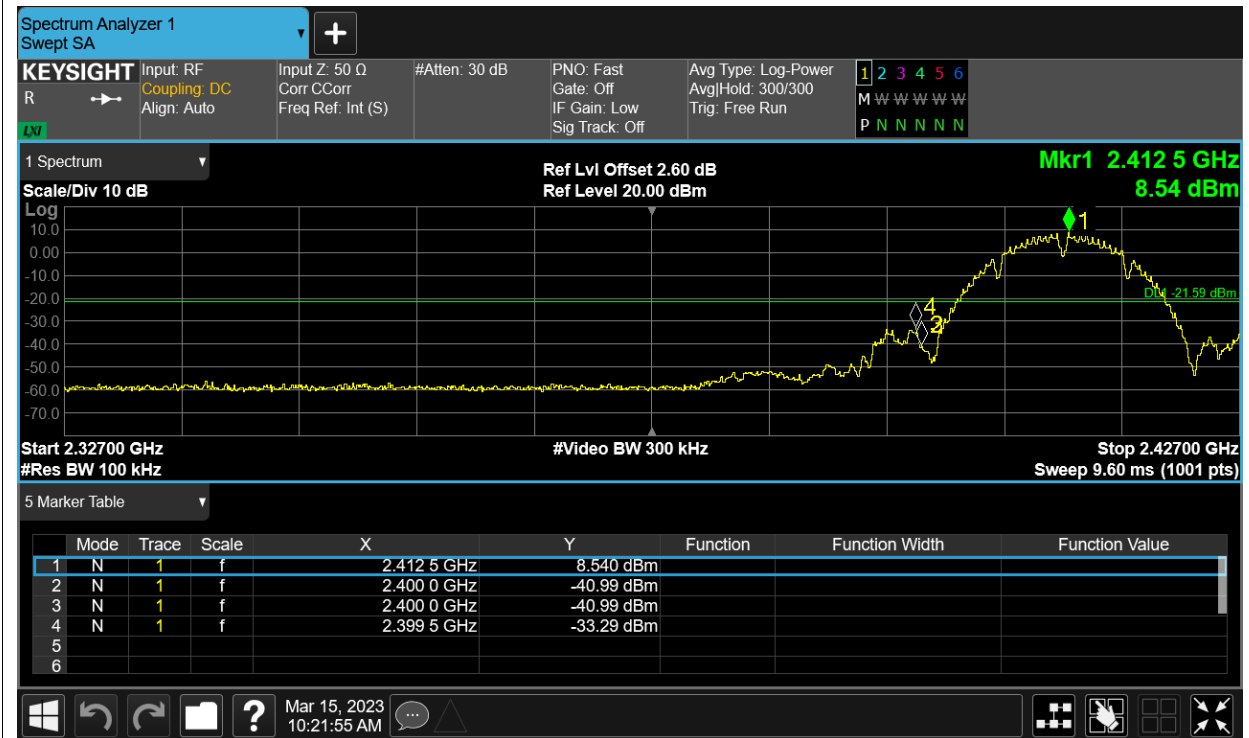 Spectrum Analyzer 1
Swept SA
KEYSIGHT
R
LXI
Input: RF
Coupling: DC
Align: Auto
Input Z: 50 Ω
Corr CCorr
Freq Ref: Int (S)
#Atten: 30 dB
PNO: Fast
Gate: Off
IF Gain: Low
Sig Track: Off
Avg Type: Log-Power
Avg|Hold: 300/300
Trig: Free Run
1 2 3 4 5 6
M W W W W W
P N N N N N
1 Spectrum
Scale/Div 10 dB
Ref Lvl Offset 2.60 dB
Ref Level 20.00 dBm
Mkr1 2.412 5 GHz
8.54 dBm
Log
10.0
0.00
-10.0
-20.0
-30.0
-40.0
-50.0
-60.0
-70.0
1
4
2
DL1 -21.59 dBm
Start 2.32700 GHz
#Video BW 300 kHz
Stop 2.42700 GHz
#Res BW 100 kHz
Sweep 9.60 ms (1001 pts)
5 Marker Table
Mode Trace Scale X Y Function Function Width Function Value
1 N 1 f 2.412 5 GHz 8.540 dBm
2 N 1 f 2.400 0 GHz -40.99 dBm
3 N 1 f 2.400 0 GHz -40.99 dBm
4 N 1 f 2.399 5 GHz -33.29 dBm
5
6
?
Mar 15, 2023
10:21:55 AM